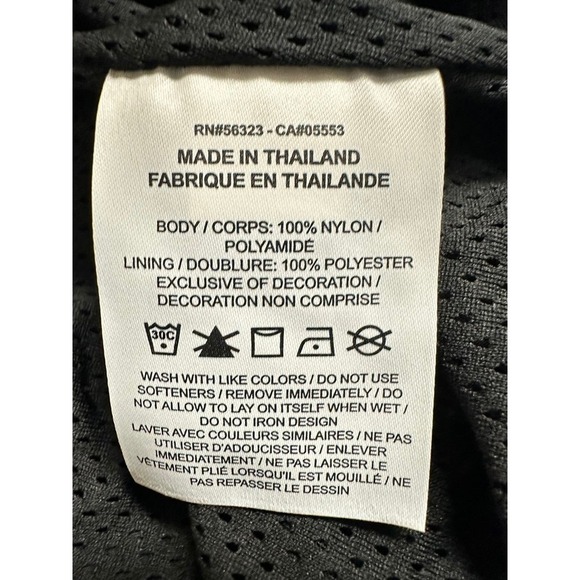 RN#56323 - CA#05553
MADE IN THAILAND
FABRIQUE EN THAILANDE
BODY / CORPS: 100% NYLON /
POLYAMIDÉ
LINING / DOUBLURE: 100% POLYESTER
EXCLUSIVE OF DECORATION /
DECORATION NON COMPRISE
30C
WASH WITH LIKE COLORS / DO NOT USE
SOFTENERS / REMOVE IMMEDIATELY / DO
NOT ALLOW TO LAY ON ITSELF WHEN WET /
DO NOT IRON DESIGN
LAVER AVEC COULEURS SIMILAIRES / NE PAS
UTILISER D'ADOUCISSEUR / ENLEVER
IMMEDIATEMENT / NE PAS LAISSER LE
VÊTEMENT PLIÉ LORSQU'IL EST MOUILLÉ / NE
PAS REPASSER LE DESSIN